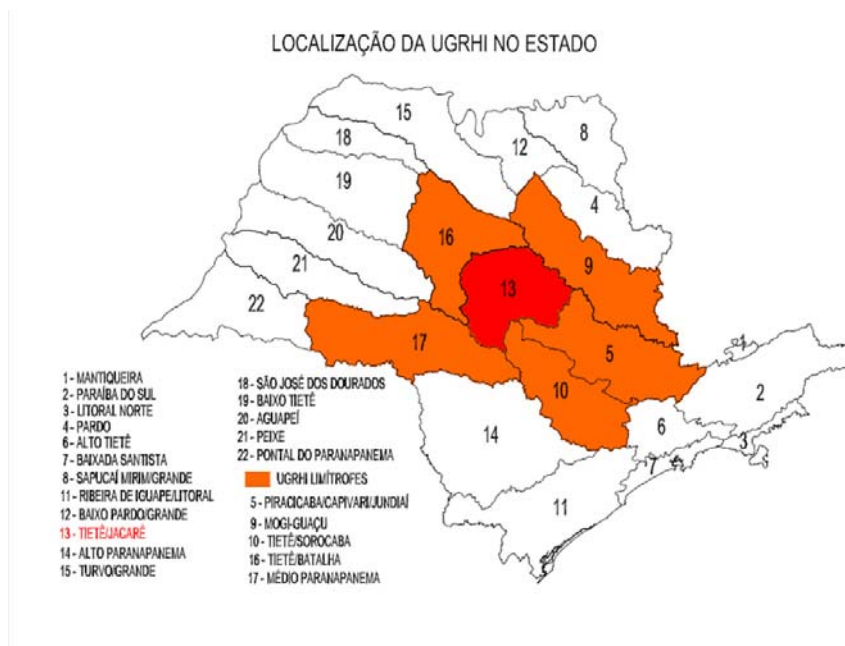 LOCALIZAÇÃO DA UGRHI NO ESTADO
15
8
18
12
19
4
20
16
9
21
13
22
17
5
10
2
6
14
3
7
11
1 - MANTIQUEIRA
2 - PARAÍBA DO SUL
3 - LITORAL NORTE
4 - PARDO
6 - ALTO TIETÊ
7 - BAIXADA SANTISTA
8 - SAPUCAÍ MIRIM/GRANDE
11 - RIBEIRA DE IGUAPE/LITORAL
12 - BAIXO PARDO/GRANDE
13 - TIETÊ/JACARÉ
14 - ALTO PARANAPANEMA
15 - TURVO/GRANDE
18 - SÃO JOSÉ DOS DOURADOS
19 - BAIXO TIETÊ
20 - AGUAPEÍ
21 - PEIXE
22 - PONTAL DO PARANAPANEMA
UGRHI LIMÍTROFES
5 - PIRACICABA/CAPIVARI/JUNDIAÍ
9 - MOGI-GUAÇU
10 - TIETÊ/SOROCABA
16 - TIETÊ/BATALHA
17 - MÉDIO PARANAPANEMA